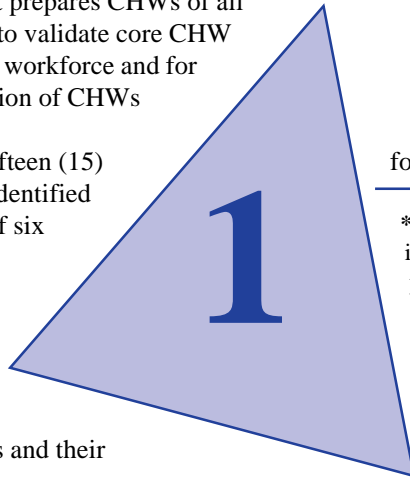 t prepares CHWs of all
to validate core CHW
workforce and for
ion of CHWs
fteen (15)
dentified
f six
s and their
1
fo
*
i